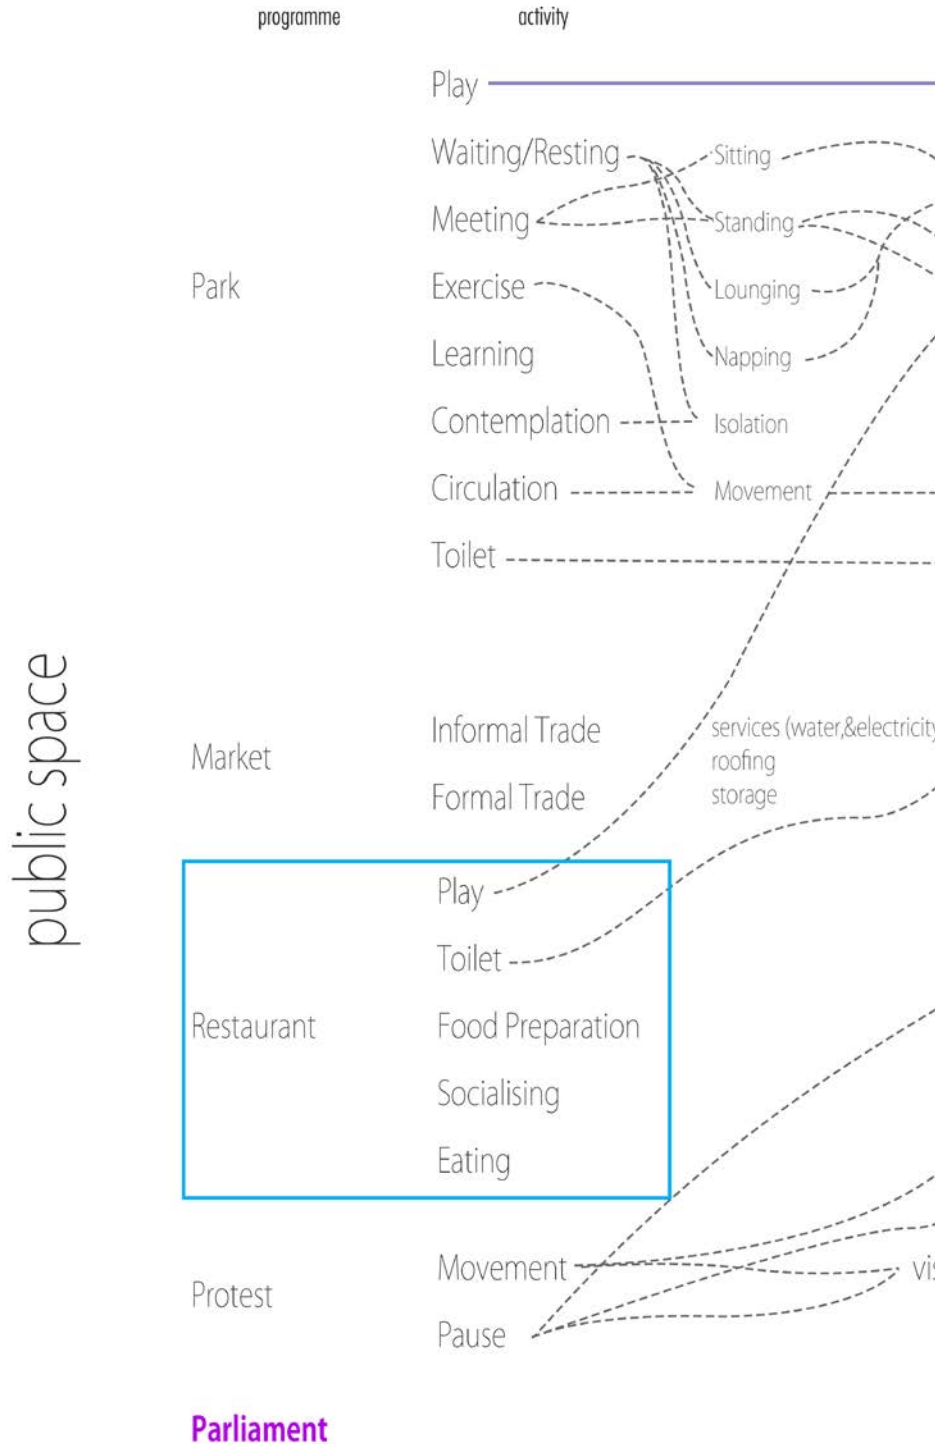 programme activity
Play
Waiting/Resting Sitting
Meeting Standing
Park Exercise Lounging
Learning Napping
Contemplation Isolation
Circulation Movement
Toilet
public space
Informal Trade services (water,&electricity
Market roofing
Formal Trade storage
Play
Toilet
Restaurant Food Preparation
Socialising
Eating
Movement
Protest
Pause
Parliament